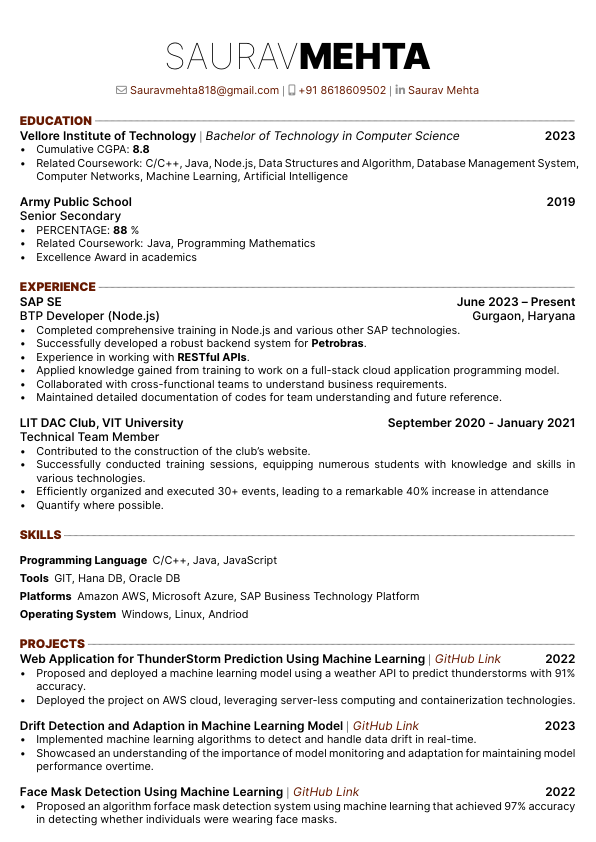 SAURAVMEHTA
Sauravmehta818@gmail.com | +91 8618609502 | in Saurav Mehta
EDUCATION
Vellore Institute of Technology | Bachelor of Technology in Computer Science 2023
• Cumulative CGPA: 8.8
• Related Coursework: C/C++, Java, Node.js, Data Structures and Algorithm, Database Management System,
Computer Networks, Machine Learning, Artificial Intelligence
Army Public School 2019
Senior Secondary
• PERCENTAGE: 88 %
• Related Coursework: Java, Programming Mathematics
• Excellence Award in academics
EXPERIENCE
SAP SE June 2023 – Present
BTP Developer (Node.js) Gurgaon, Haryana
• Completed comprehensive training in Node.js and various other SAP technologies.
• Successfully developed a robust backend system for Petrobras.
• Experience in working with RESTful APIs.
• Applied knowledge gained from training to work on a full-stack cloud application programming model.
• Collaborated with cross-functional teams to understand business requirements.
• Maintained detailed documentation of codes for team understanding and future reference.
LIT DAC Club, VIT University September 2020 - January 2021
Technical Team Member
• Contributed to the construction of the club's website.
• Successfully conducted training sessions, equipping numerous students with knowledge and skills in
various technologies.
• Efficiently organized and executed 30+ events, leading to a remarkable 40% increase in attendance
• Quantify where possible.
SKILLS
Programming Language C/C++, Java, JavaScript
Tools GIT, Hana DB, Oracle DB
Platforms Amazon AWS, Microsoft Azure, SAP Business Technology Platform
Operating System Windows, Linux, Andriod
PROJECTS
Web Application for ThunderStorm Prediction Using Machine Learning | GitHub Link 2022
• Proposed and deployed a machine learning model using a weather API to predict thunderstorms with 91%
accuracy.
• Deployed the project on AWS cloud, leveraging server-less computing and containerization technologies.
Drift Detection and Adaption in Machine Learning Model | GitHub Link 2023
• Implemented machine learning algorithms to detect and handle data drift in real-time.
• Showcased an understanding of the importance of model monitoring and adaptation for maintaining model
performance overtime.
Face Mask Detection Using Machine Learning | GitHub Link 2022
• Proposed an algorithm forface mask detection system using machine learning that achieved 97% accuracy
in detecting whether individuals were wearing face masks.